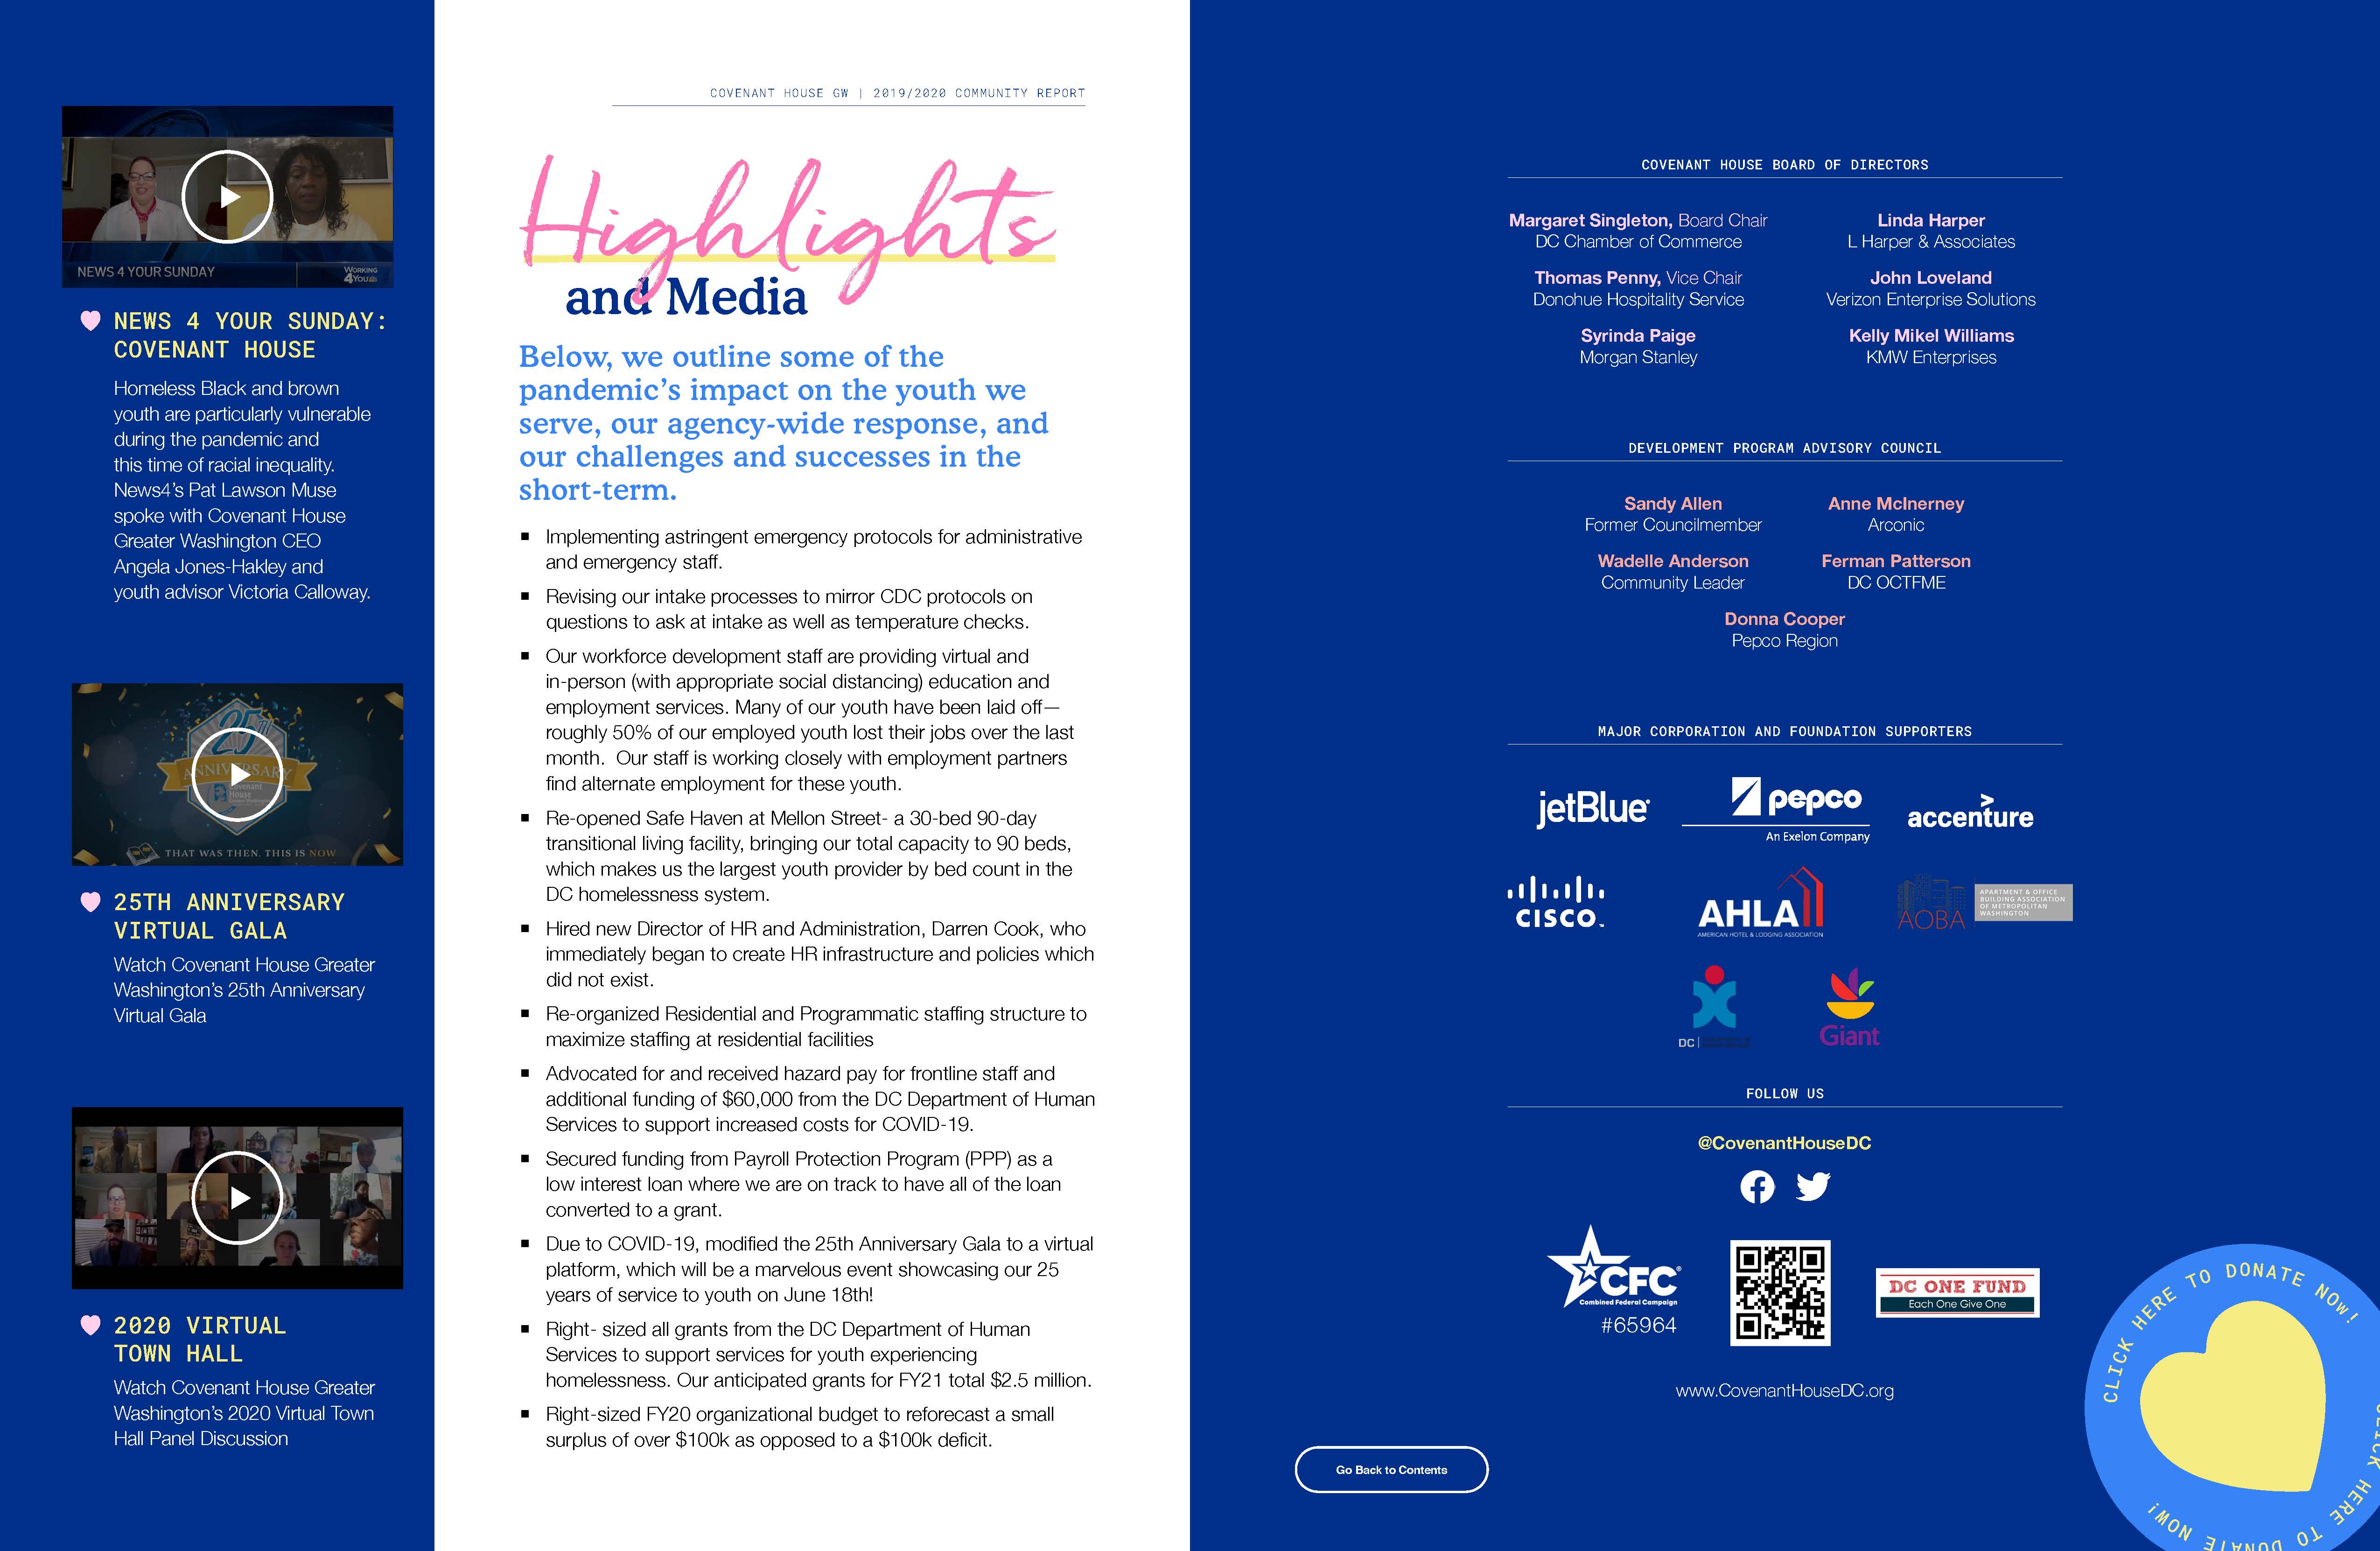 NEWS 4 YOUR SUNDAY
WORKING
4YOU
NEWS 4 YOUR SUNDAY:
COVENANT HOUSE
Homeless Black and brown
youth are particularly vulnerable
during the pandemic and
this time of racial inequality.
News4's Pat Lawson Muse
spoke with Covenant House
Greater Washington CEO
Angela Jones-Hakley and
youth advisor Victoria Calloway.
25TH
ANNIVERSARY
Covenant
House
THAT WAS THEN, THIS IS NOW
25TH ANNIVERSARY
VIRTUAL GALA
Watch Covenant House Greater
Washington's 25th Anniversary
Virtual Gala
2020 VIRTUAL
TOWN HALL
Watch Covenant House Greater
Washington's 2020 Virtual Town
Hall Panel Discussion
COVENANT HOUSE GW | 2019/2020 COMMUNITY REPORT
Highlights
and Media
Below, we outline some of the
pandemic's impact on the youth we
serve, our agency-wide response, and
our challenges and successes in the
short-term.
■ Implementing astringent emergency protocols for administrative
and emergency staff.
■ Revising our intake processes to mirror CDC protocols on
questions to ask at intake as well as temperature checks.
■ Our workforce development staff are providing virtual and
in-person (with appropriate social distancing) education and
employment services. Many of our youth have been laid off—
roughly 50% of our employed youth lost their jobs over the last
month.  Our staff is working closely with employment partners
find alternate employment for these youth.
■ Re-opened Safe Haven at Mellon Street- a 30-bed 90-day
transitional living facility, bringing our total capacity to 90 beds,
which makes us the largest youth provider by bed count in the
DC homelessness system.
■ Hired new Director of HR and Administration, Darren Cook, who
immediately began to create HR infrastructure and policies which
did not exist.
■ Re-organized Residential and Programmatic staffing structure to
maximize staffing at residential facilities
■ Advocated for and received hazard pay for frontline staff and
additional funding of $60,000 from the DC Department of Human
Services to support increased costs for COVID-19.
■ Secured funding from Payroll Protection Program (PPP) as a
low interest loan where we are on track to have all of the loan
converted to a grant.
■ Due to COVID-19, modified the 25th Anniversary Gala to a virtual
platform, which will be a marvelous event showcasing our 25
years of service to youth on June 18th!
■ Right- sized all grants from the DC Department of Human
Services to support services for youth experiencing
homelessness. Our anticipated grants for FY21 total $2.5 million.
■ Right-sized FY20 organizational budget to reforecast a small
surplus of over $100k as opposed to a $100k deficit.
COVENANT HOUSE BOARD OF DIRECTORS
Margaret Singleton, Board Chair
DC Chamber of Commerce
Thomas Penny, Vice Chair
Donohue Hospitality Service
Syrinda Paige
Morgan Stanley
Linda Harper
L Harper & Associates
John Loveland
Verizon Enterprise Solutions
Kelly Mikel Williams
KMW Enterprises
DEVELOPMENT PROGRAM ADVISORY COUNCIL
Sandy Allen
Former Councilmember
Wadelle Anderson
Community Leader
Anne McInerney
Arconic
Ferman Patterson
DC OCTFME
Donna Cooper
Pepco Region
MAJOR CORPORATION AND FOUNDATION SUPPORTERS
jetBlue
pepco
An Exelon Company
accenture
CISCO
AHLA
AMERICAN HOTEL & LODGING ASSOCIATION
AOBA
APARTMENT & OFFICE
BUILDING ASSOCIATION
OF METROPOLITAN
WASHINGTON
DC
Giant
FOLLOW US
@CovenantHouseDC
CFC
Combined Federal Campaign
#65964
DC ONE FUND
Each One Give One
www.CovenantHouseDC.org
Go Back to Contents
CLICK HERE TO DONATE NOW!
CLICK HERE TO DONATE NOW!